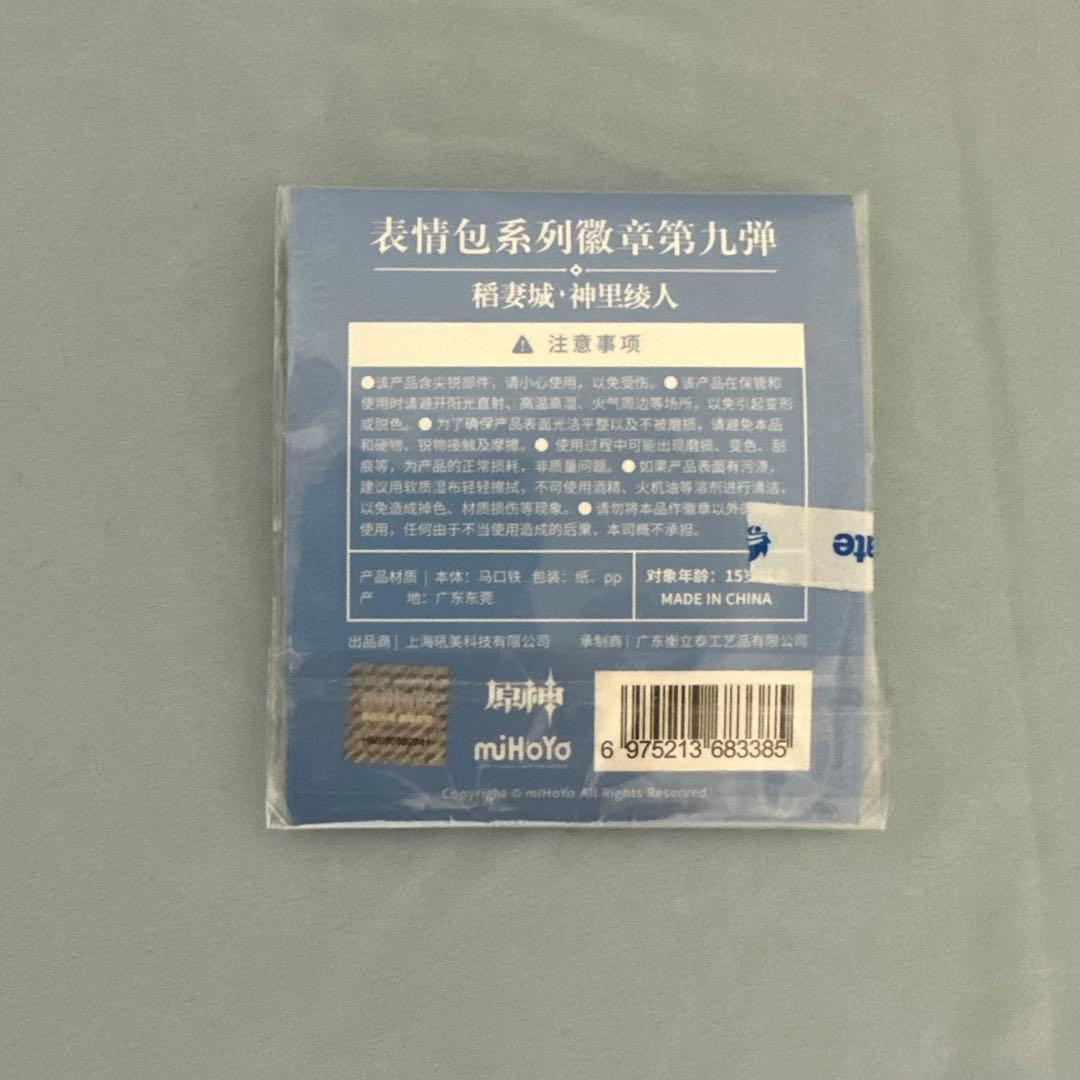 表情包系列徽章第九弹
稻妻城·神里绫人
注意事项
●该产品含尖锐部件，请小心使用，以免受伤。●该产品在保管和
使用时请避开阳光直射、高温高湿、火气周边等场所，以免引起变形
或脱色。●为了确保产品表面光洁平整以及不被磨损，请避免本品
和硬物、锐物接触及摩擦。●使用过程中可能出现磨损、变色、刮
痕等，为产品的正常损耗，非质量问题。●如果产品表面有污渍，
建议用软质湿布轻轻擦拭，不可使用酒精、火机油等溶剂进行清洁，
以免造成掉色、材质损伤等现象。●请勿将本品作徽章以外的
使用，任何由于不当使用造成的后果，本司概不承担。
ate
产品材质｜本体：马口铁 包装：纸、pp
产 地：广东东莞
对象年龄：15
MADE IN CHINA
出品商｜上海吼美科技有限公司 承制商｜广东衡立泰工艺品有限公司
原神
miHoYo
6 975213 683385
Copyright © miHoYo All Rights Reserved.